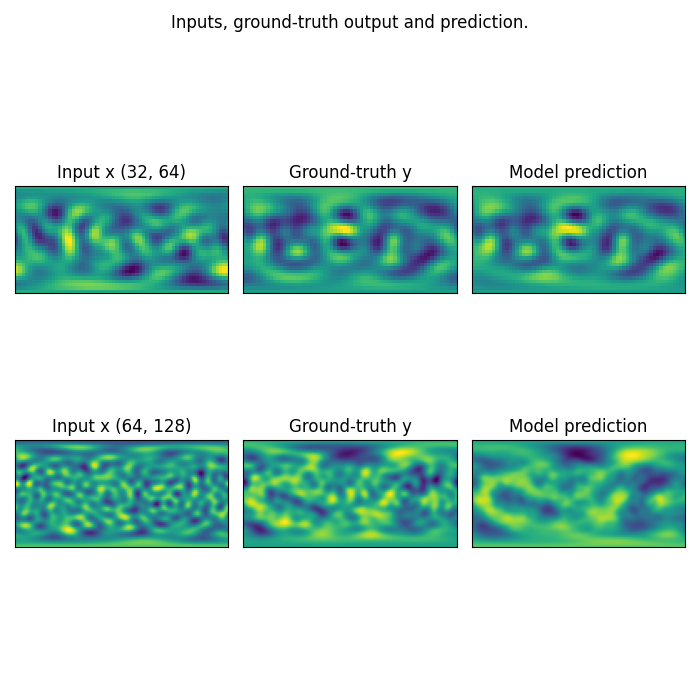 Inputs, ground-truth output and prediction.
Input x (32, 64)
Ground-truth y
Model prediction
Input x (64, 128)
Ground-truth y
Model prediction